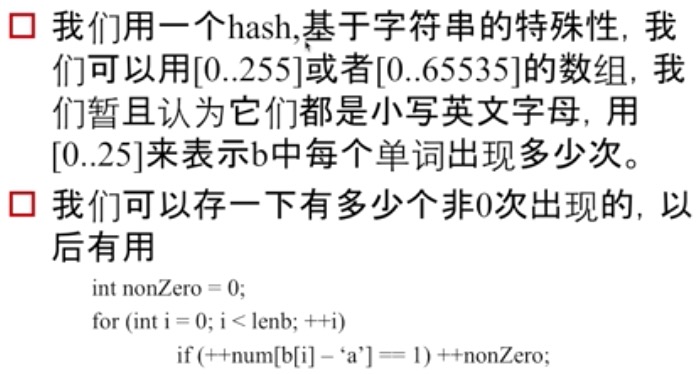 我们用一个hash,基于字符串的特殊性, 我
们可以用[0..255]或者[0..65535]的数组, 我
们暂且认为它们都是小写英文字母, 用
[0..25]来表示b中每个单词出现多少次。
我们可以存一下有多少个非0次出现的, 以
后有用
int nonZero = 0;
for (int i = 0; i < lenb; ++i)
if (++num[b[i] – ‘a’] == 1) ++nonZero;